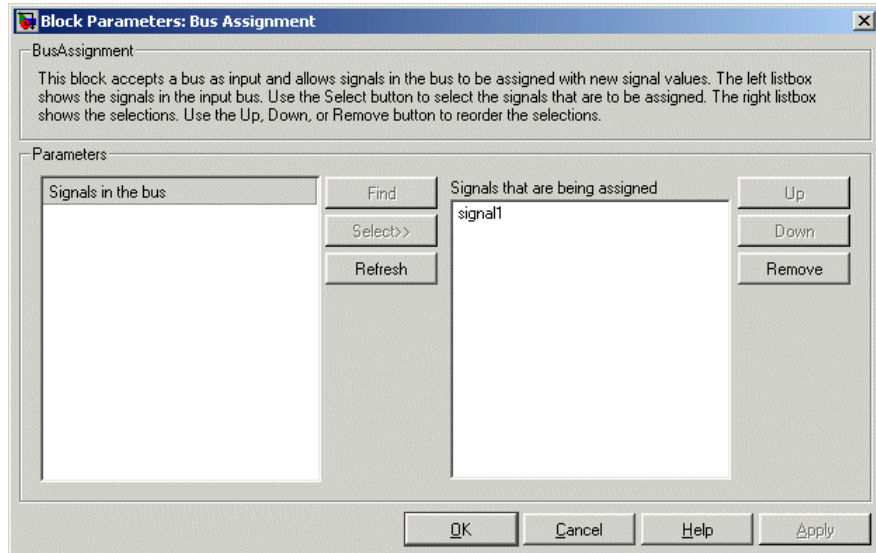 Block Parameters: Bus Assignment
BusAssignment
This block accepts a bus as input and allows signals in the bus to be assigned with new signal values. The left listbox
shows the signals in the input bus. Use the Select button to select the signals that are to be assigned. The right listbox
shows the selections. Use the Up, Down, or Remove button to reorder the selections.
Parameters
Signals in the bus
Find
Select>>
Refresh
Signals that are being assigned
signal1
Up
Down
Remove
OK
Cancel
Help
Apply